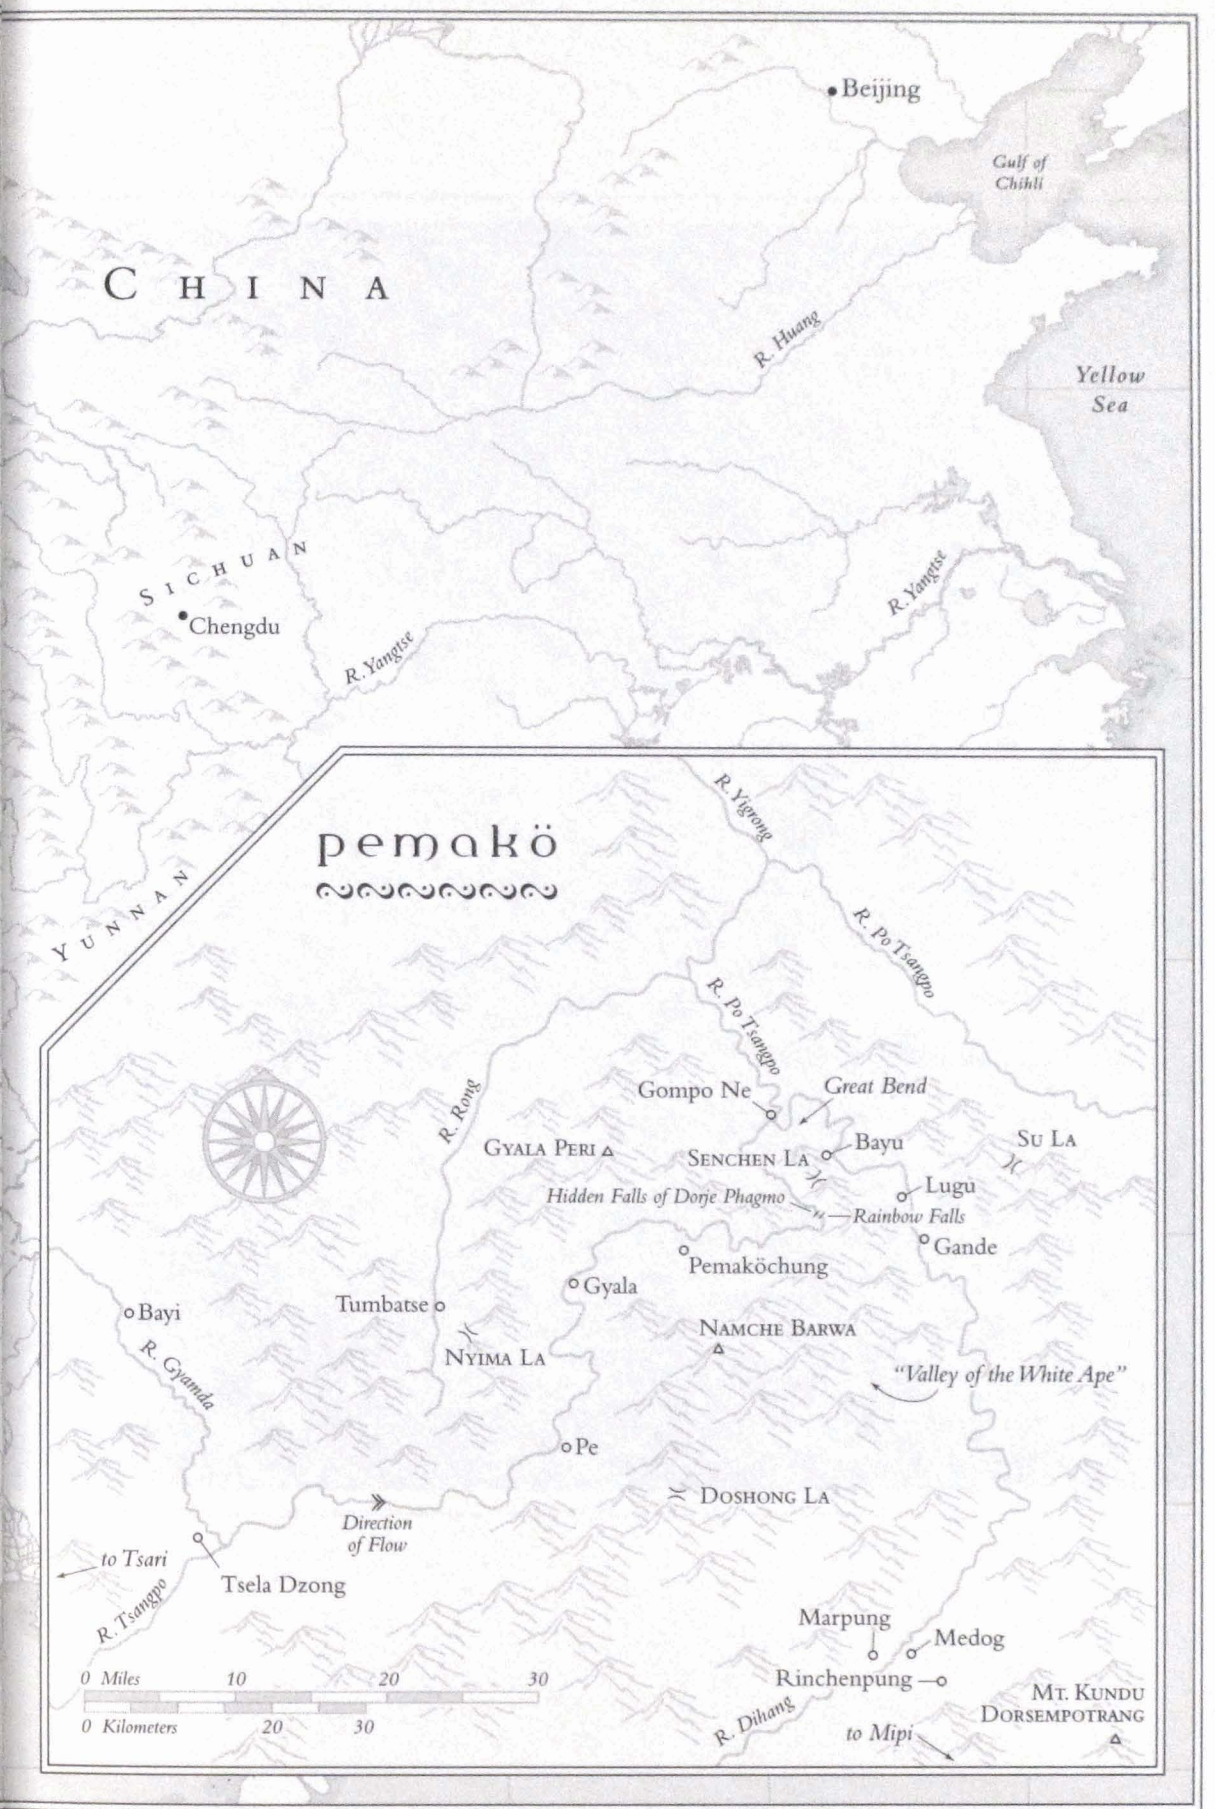 Beijing
Gulf of
Chihli
CHINA
R. Huang
Yellow
Sea
SICHUAN
Chengdu
R. Yangtse
R. Yangtse
YUNNAN
pemakö
R. Yigrong
R. Po Tsangpo
R. Po Tsangpo
R. Rong
Gompo Ne
Great Bend
GYALA PERI
SENCHEN LA
Bayu
SU LA
Lugu
Hidden Falls of Dorje Phagmo
Rainbow Falls
Gande
Pemaköchung
Gyala
Bayi
Tumbatse
NAMCHE BARWA
NYIMA LA
R. Gyamda
"Valley of the White Ape"
Pe
DOSHONG LA
Direction
of Flow
to Tsari
Tsela Dzong
R. Tsangpo
Marpung
Medog
Rinchenpung
0 Miles 10 20 30
0 Kilometers 20 30
MT. KUNDU
DORSEMPOTRANG
R. Dihang
to Mipi